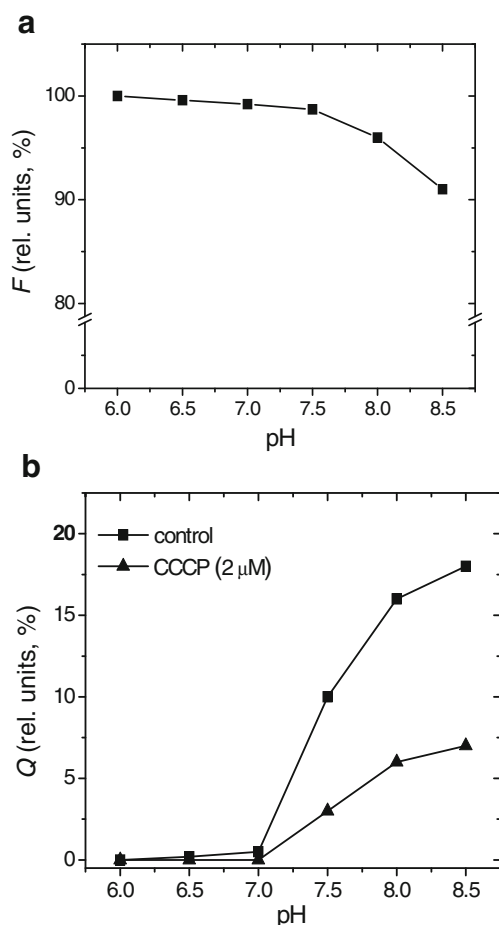 a
100
90
80
0
F (rel. units, %)
6.0 6.5 7.0 7.5 8.0 8.5
pH
b
control
CCCP (2 μM)
20
15
10
5
0
Q (rel. units, %)
6.0 6.5 7.0 7.5 8.0 8.5
pH